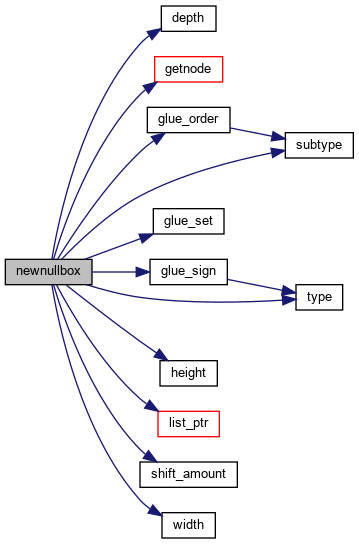 depth
getnode
glue_order
subtype
glue_set
newnullbox
glue_sign
type
height
list_ptr
shift_amount
width